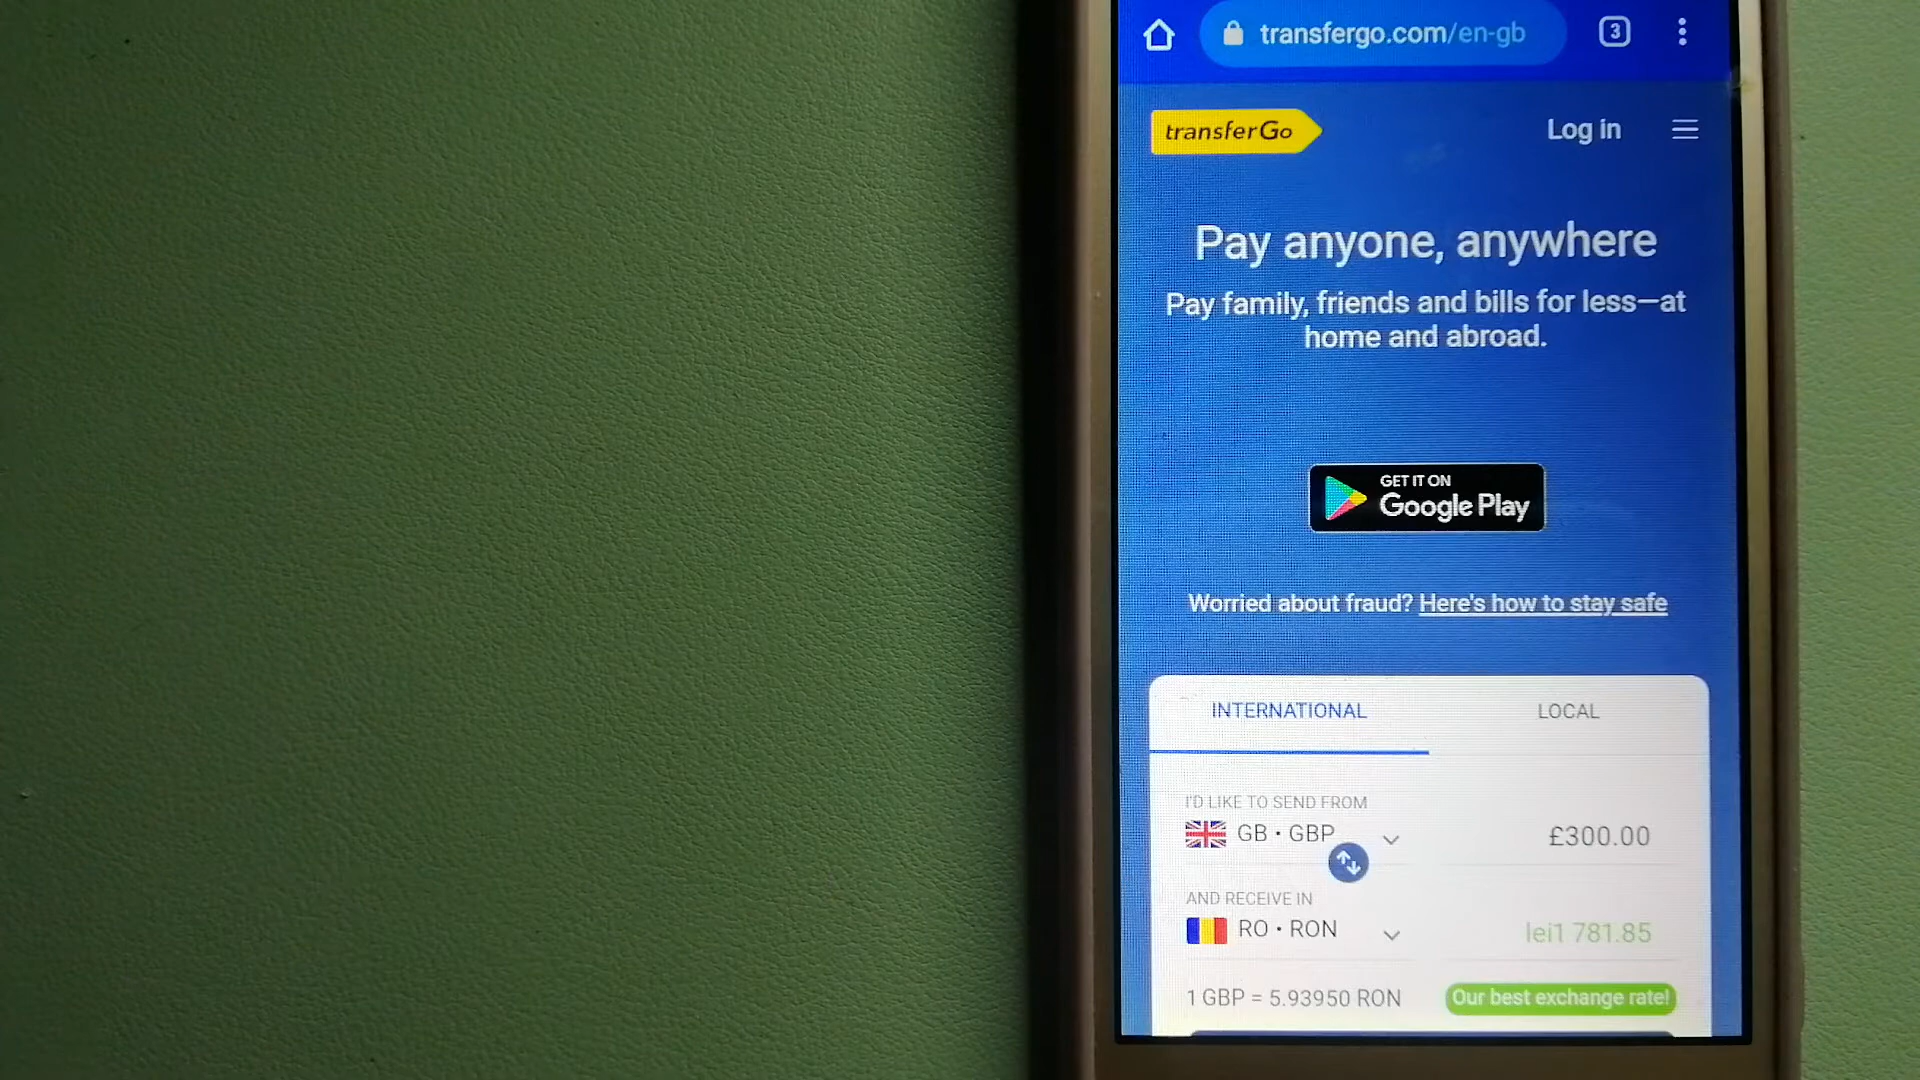 transfergo.com/en-gb
3
transferGo
Log in
Pay anyone, anywhere
Pay family, friends and bills for less—at
home and abroad.
GET IT ON
Google Play
Worried about fraud? Here's how to stay safe
INTERNATIONAL
LOCAL
I'D LIKE TO SEND FROM
GB • GBP
£300.00
AND RECEIVE IN
RO • RON
lei1 781.85
1 GBP = 5.93950 RON
Our best exchange rate!